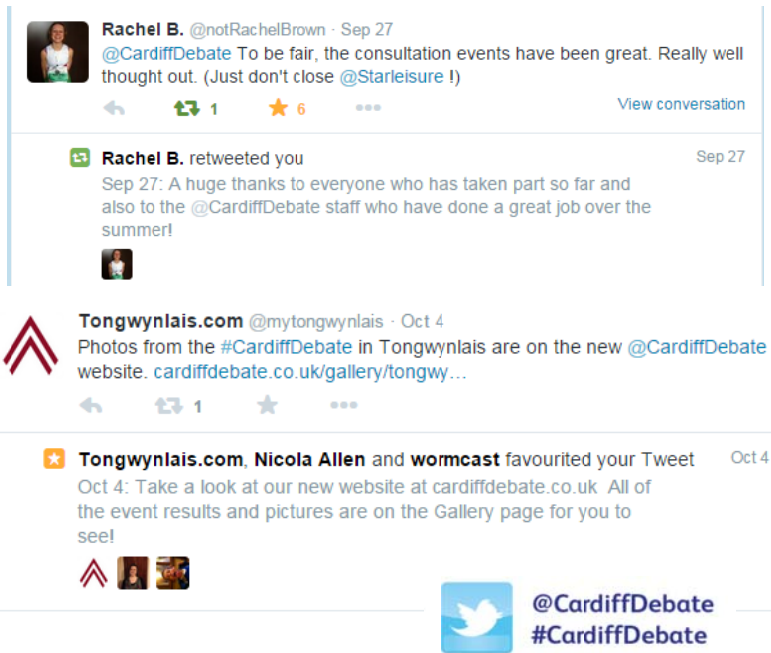 Rachel B. @notRachelBrown · Sep 27
@CardiffDebate To be fair, the consultation events have been great. Really well
thought out. (Just don't close @Starleisure !)
1 6 View conversation
Rachel B. retweeted you Sep 27
Sep 27: A huge thanks to everyone who has taken part so far and
also to the @CardiffDebate staff who have done a great job over the
summer!
Tongwynlais.com @mytongwynlais · Oct 4
Photos from the #CardiffDebate in Tongwynlais are on the new @CardiffDebate
website. cardiffdebate.co.uk/gallery/tongwy…
1
Tongwynlais.com, Nicola Allen and wormcast favourited your Tweet Oct 4
Oct 4: Take a look at our new website at cardiffdebate.co.uk All of
the event results and pictures are on the Gallery page for you to
see!
@CardiffDebate
#CardiffDebate